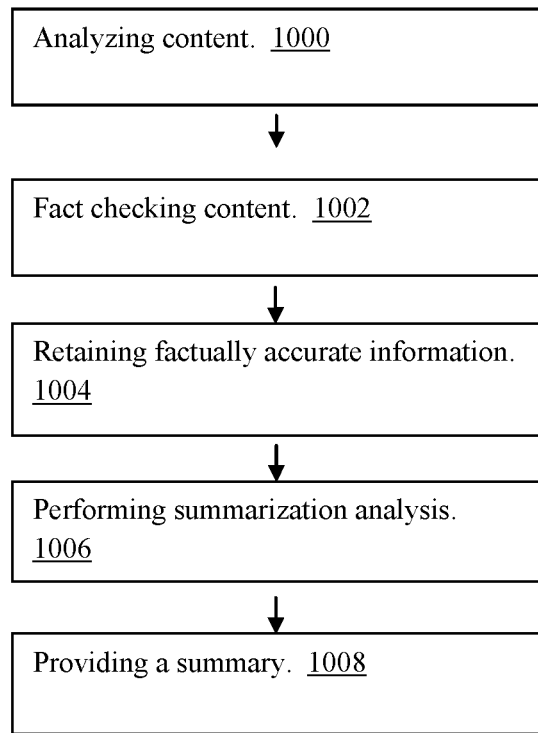 Analyzing content. 1000
Fact checking content. 1002
Retaining factually accurate information.
1004
Performing summarization analysis.
1006
Providing a summary. 1008